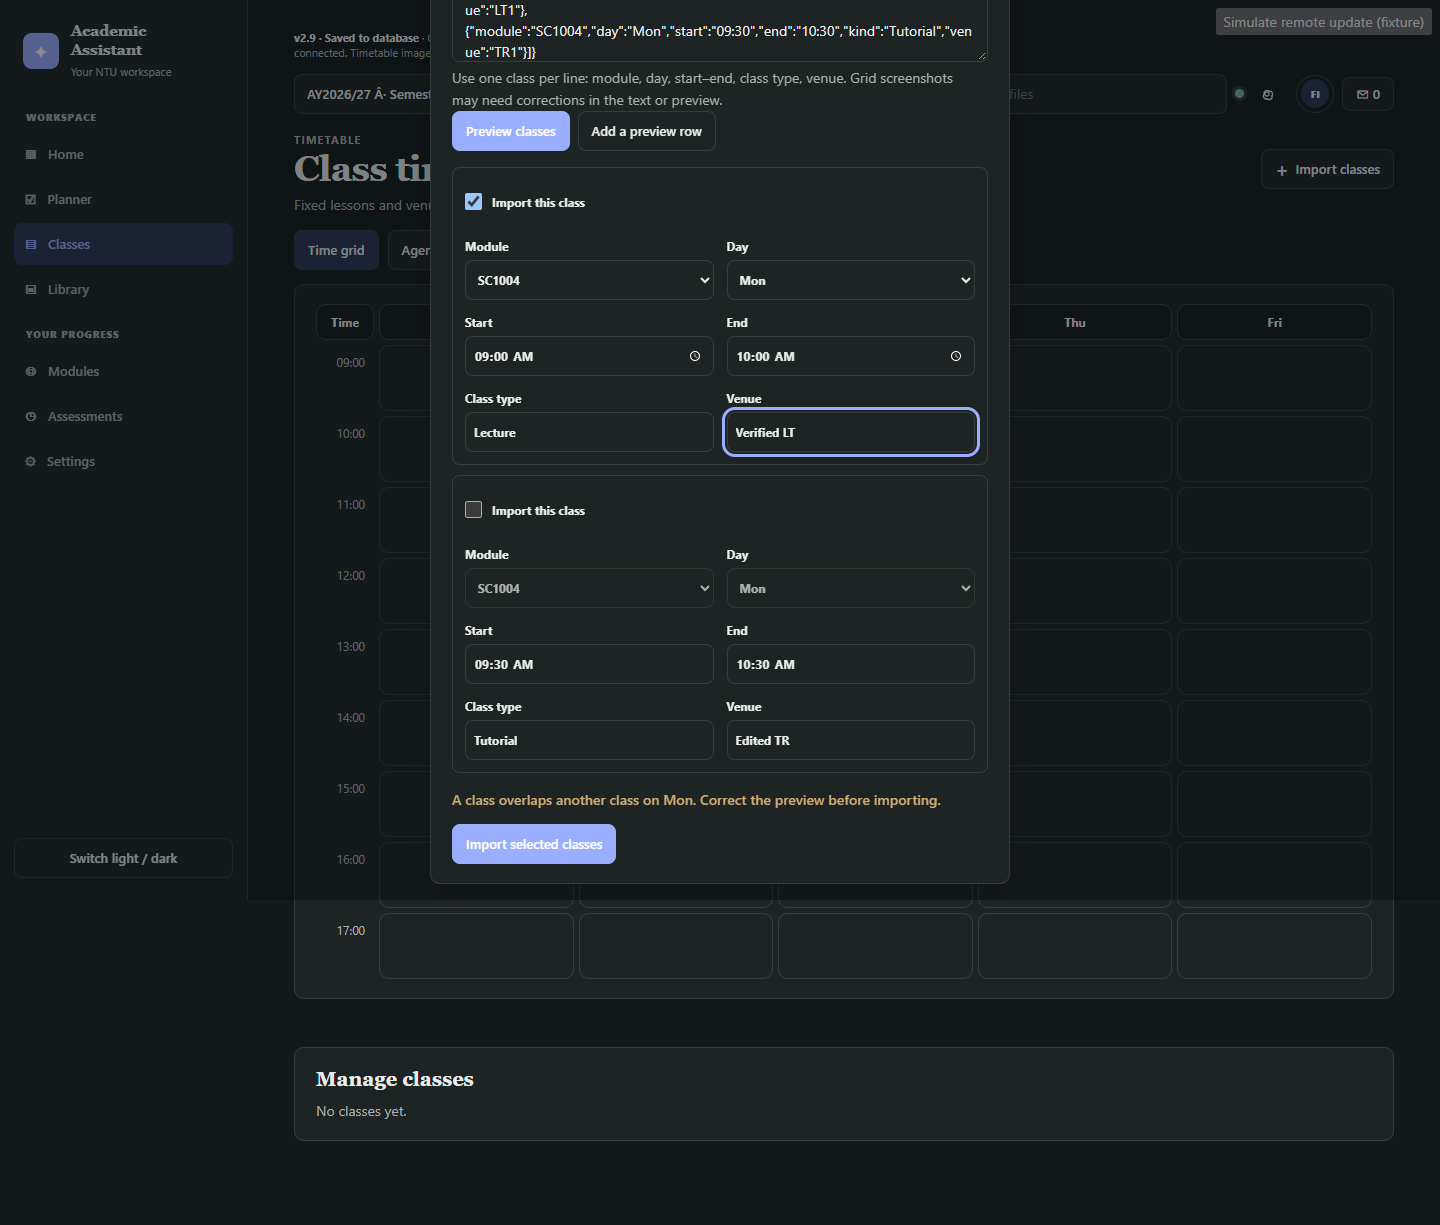 Academic
Assistant
Your NTU workspace
WORKSPACE
Home
Planner
Classes
Library
YOUR PROGRESS
Modules
Assessments
Settings
Switch light / dark
Simulate remote update (fixture)
v2.9 · Saved to database ·
connected. Timetable image
AY2026/27 Â· Semest
files
FI
0
TIMETABLE
Class tir
Fixed lessons and venu
Import classes
Time grid
Agen
Time
Thu
Fri
09:00
10:00
11:00
12:00
13:00
14:00
15:00
16:00
17:00
ue":"LT1"},
{"module":"SC1004","day":"Mon","start":"09:30","end":"10:30","kind":"Tutorial","ven
ue":"TR1"}]}
Use one class per line: module, day, start–end, class type, venue. Grid screenshots
may need corrections in the text or preview.
Preview classes
Add a preview row
Import this class
Module
Day
SC1004
Mon
Start
End
09:00 AM
10:00 AM
Class type
Venue
Lecture
Verified LT
Import this class
Module
Day
SC1004
Mon
Start
End
09:30 AM
10:30 AM
Class type
Venue
Tutorial
Edited TR
A class overlaps another class on Mon. Correct the preview before importing.
Import selected classes
Manage classes
No classes yet.